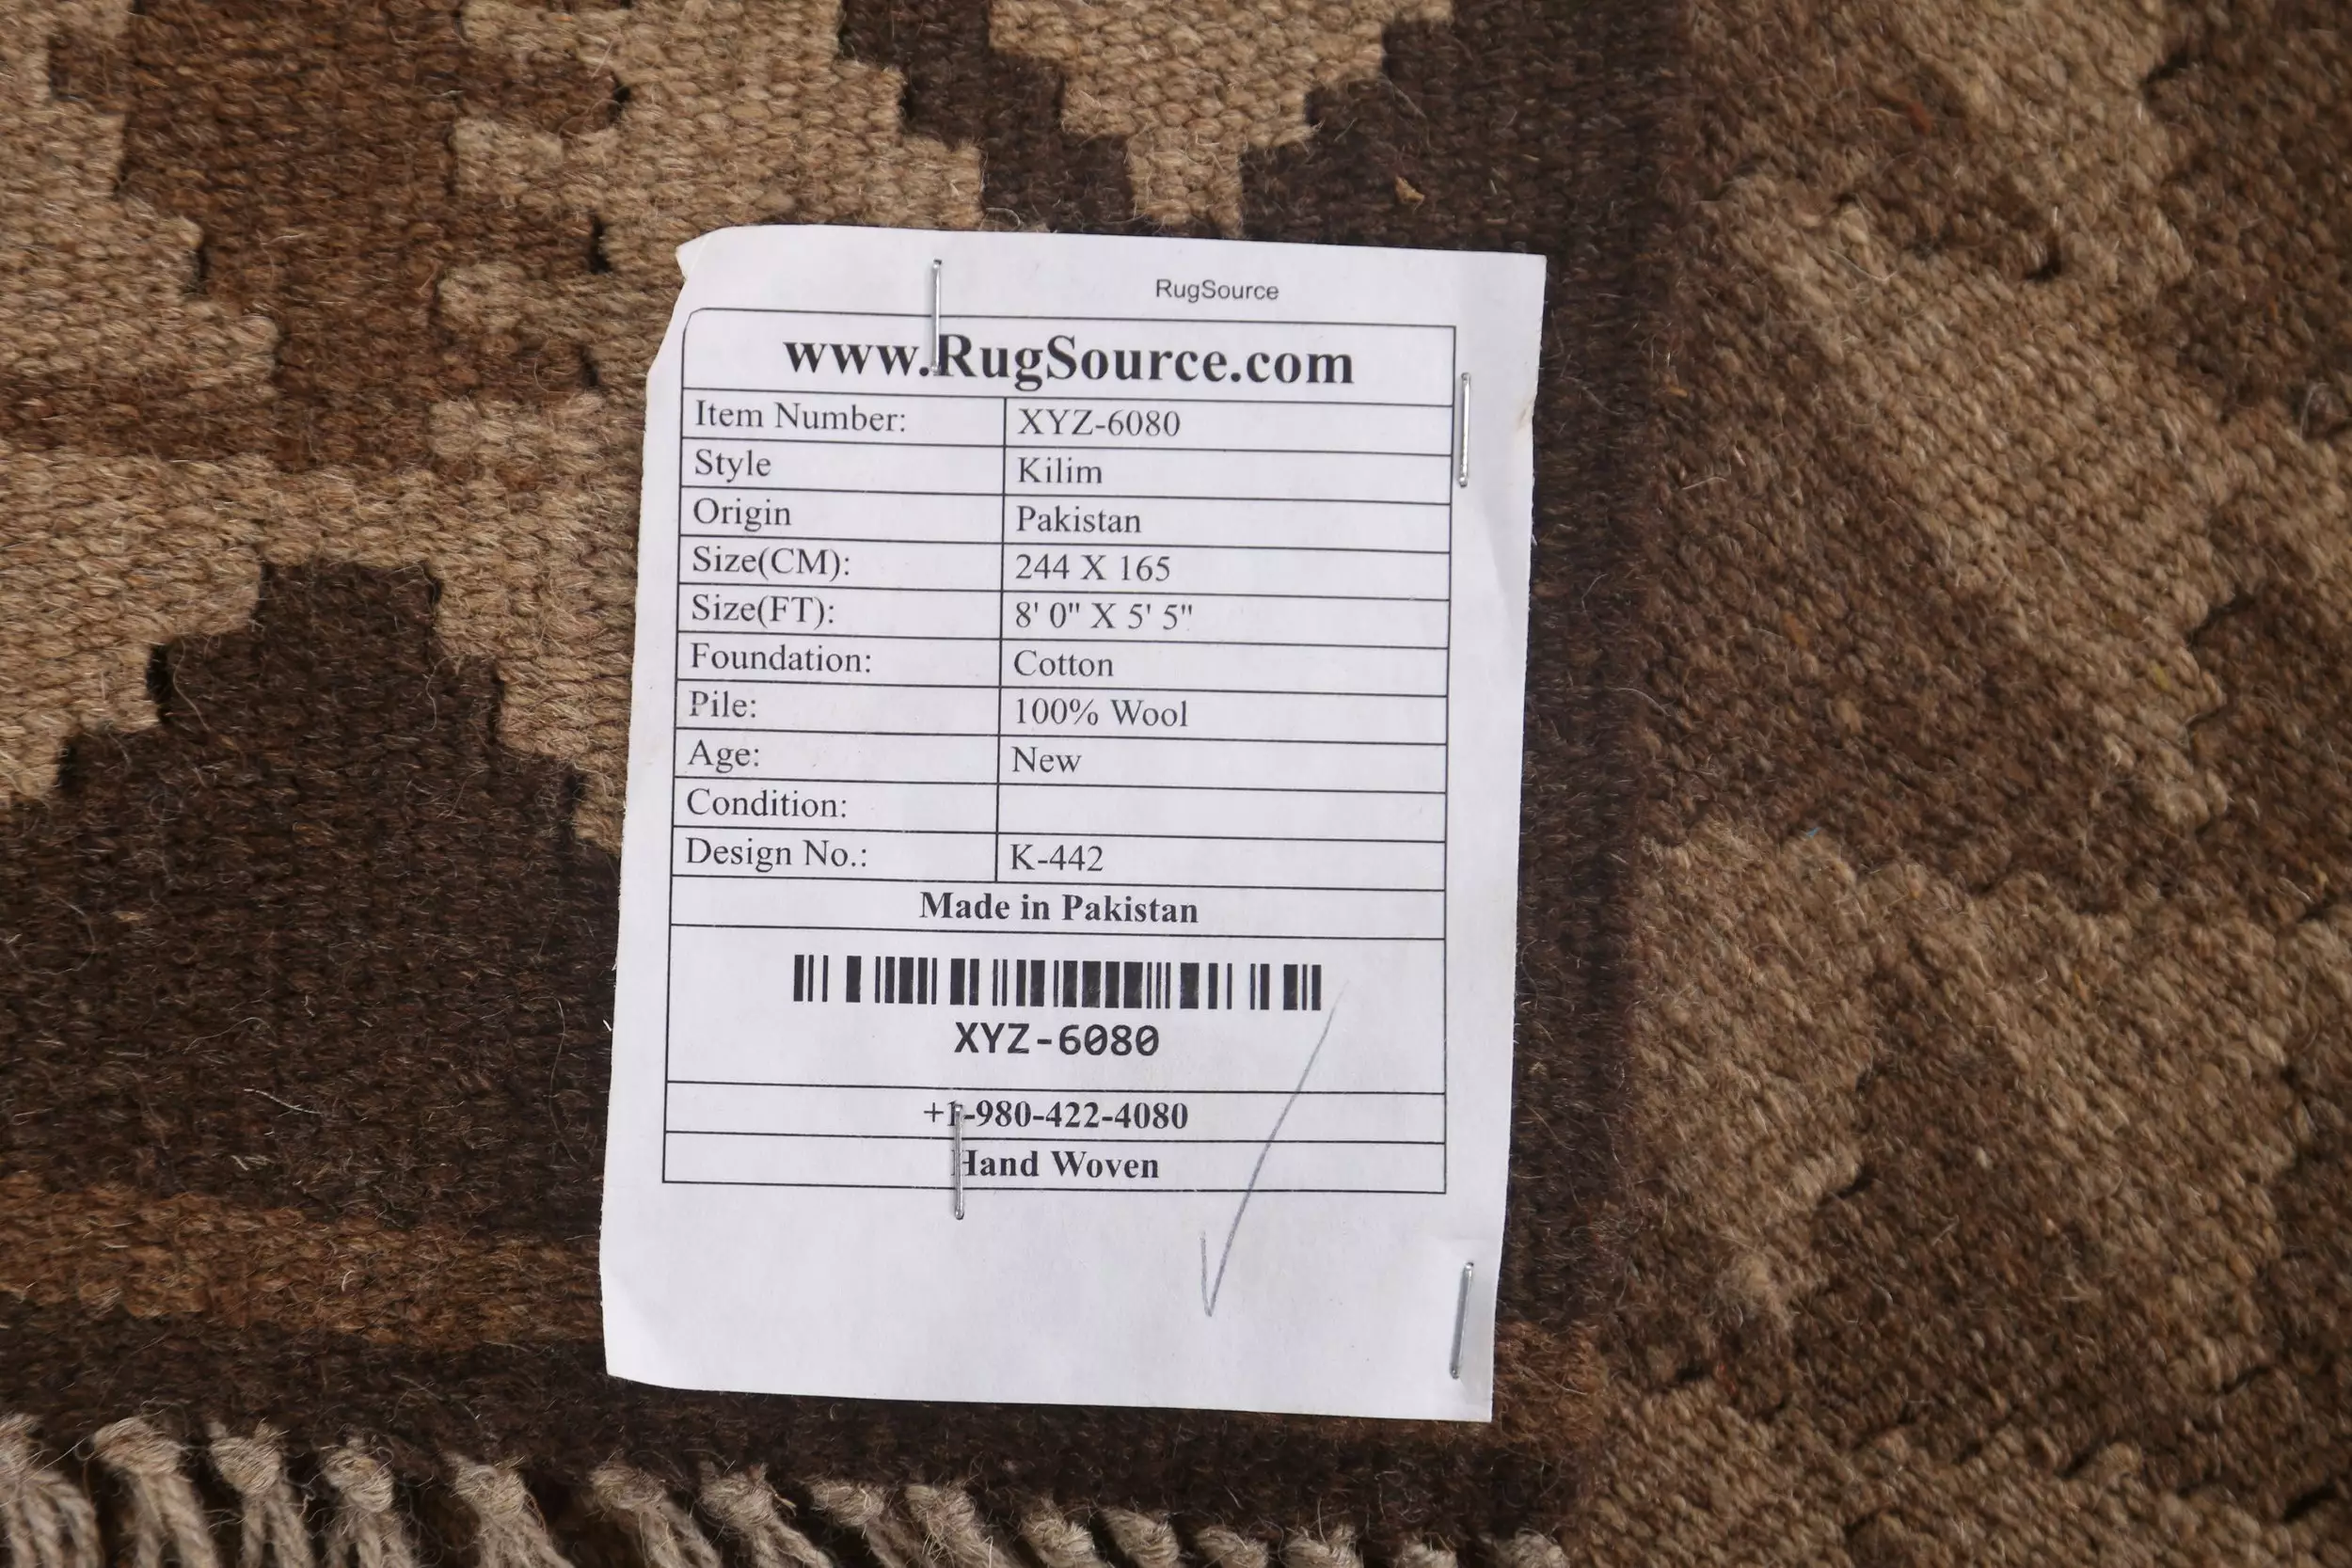 RugSource
www.RugSource.com
Item Number: XYZ-6080
Style Kilim
Origin Pakistan
Size(CM): 244 X 165
Size(FT): 8' 0" X 5' 5"
Foundation: Cotton
Pile: 100% Wool
Age: New
Condition:
Design No.: K-442
Made in Pakistan
XYZ-6080
+1-980-422-4080
Hand Woven